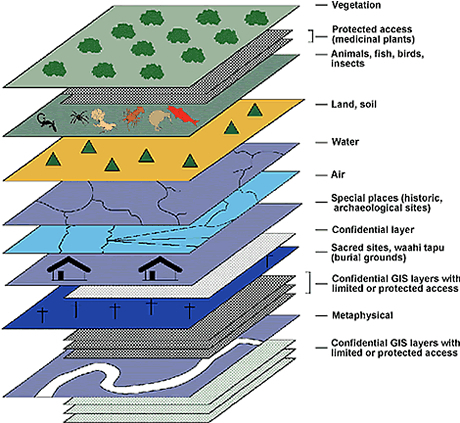 Vegetation
Protected access
(medicinal plants)
Animals, fish, birds,
insects
Land, soil
Water
Air
Special places (historic,
archaeological sites)
Confidential layer
Sacred sites, waahi tapu
(burial grounds)
Confidential GIS layers with
limited or protected access
Metaphysical
Confidential GIS layers with
limited or protected access